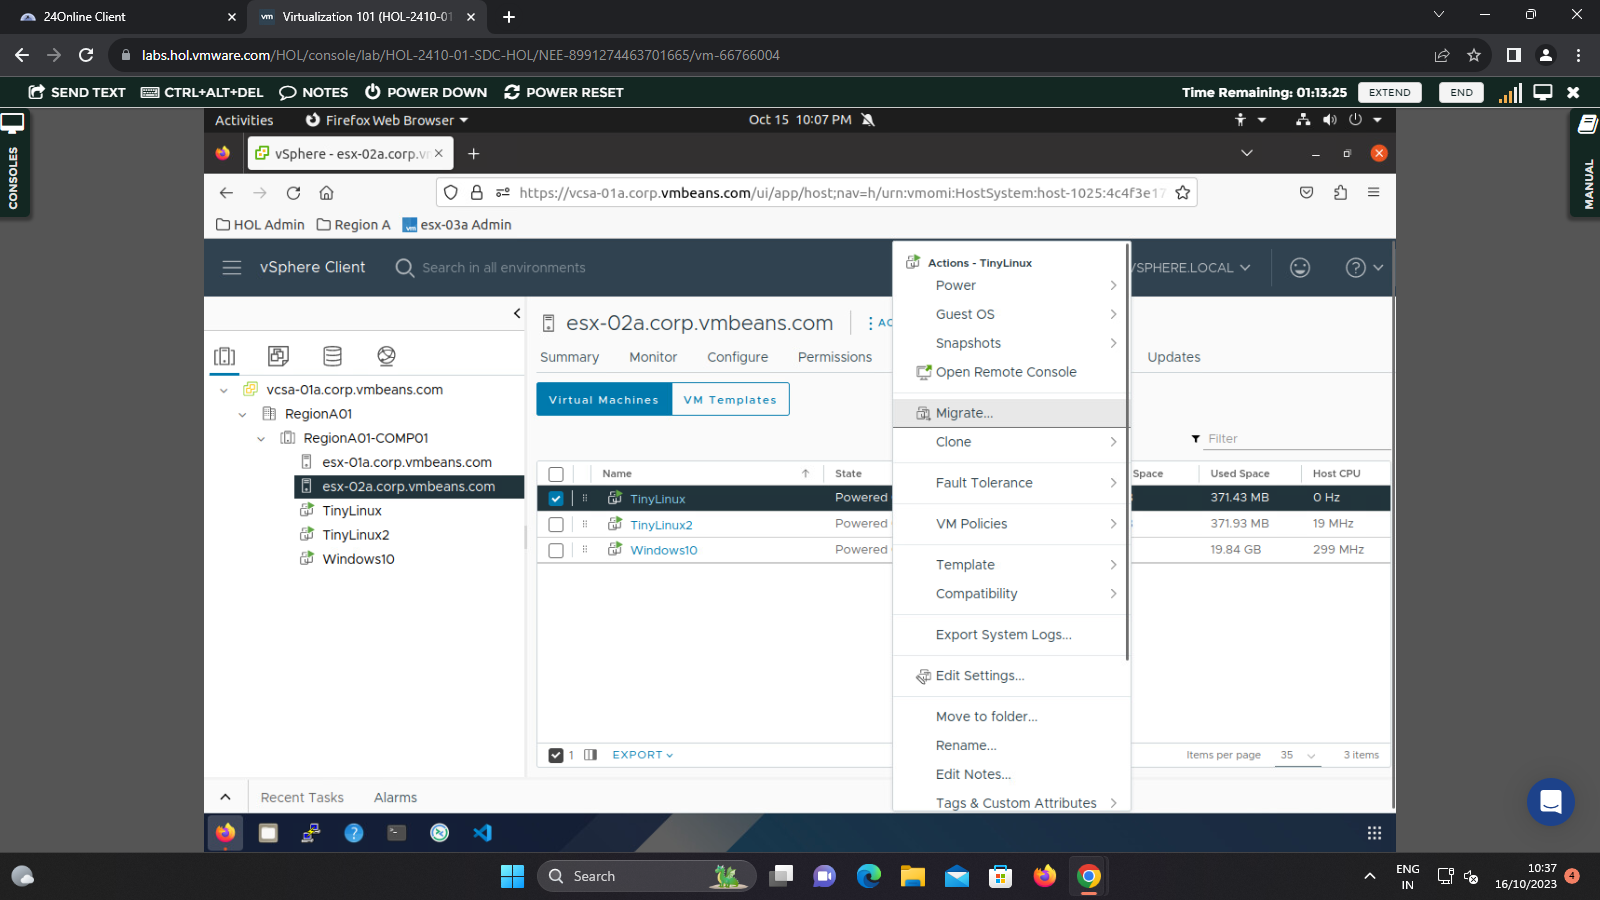 24Online Client
Virtualization 101 (HOL-2410-01
labs.hol.vmware.com/HOL/console/lab/HOL-2410-01-SDC-HOL/NEE-8991274463701665/vm-66766004
SEND TEXT CTRL+ALT+DEL NOTES POWER DOWN POWER RESET
Time Remaining: 01:13:25 EXTEND END
CONSOLES
MANUAL
Activities Firefox Web Browser Oct 15 10:07 PM
vSphere - esx-02a.corp.v
https://vcsa-01a.corp.vmbeans.com/ui/app/host;nav=h/urn:vmomi:HostSystem:host-1025:4c4f3e17
HOL Admin Region A esx-03a Admin
vSphere Client Search in all environments VSPHERE.LOCAL
esx-02a.corp.vmbeans.com AC
Summary Monitor Configure Permissions Updates
Virtual Machines VM Templates
vcsa-01a.corp.vmbeans.com
RegionA01
RegionA01-COMP01
esx-01a.corp.vmbeans.com
esx-02a.corp.vmbeans.com
TinyLinux
TinyLinux2
Windows10
Filter
Name State Space Used Space Host CPU
TinyLinux Powered 371.43 MB 0 Hz
TinyLinux2 Powered 371.93 MB 19 MHz
Windows10 Powered 19.84 GB 299 MHz
1 EXPORT Items per page 35 3 items
Actions - TinyLinux
Power
Guest OS
Snapshots
Open Remote Console
Migrate...
Clone
Fault Tolerance
VM Policies
Template
Compatibility
Export System Logs...
Edit Settings...
Move to folder...
Rename...
Edit Notes...
Tags & Custom Attributes
Recent Tasks Alarms
Search
ENG
IN
10:37
16/10/2023
4